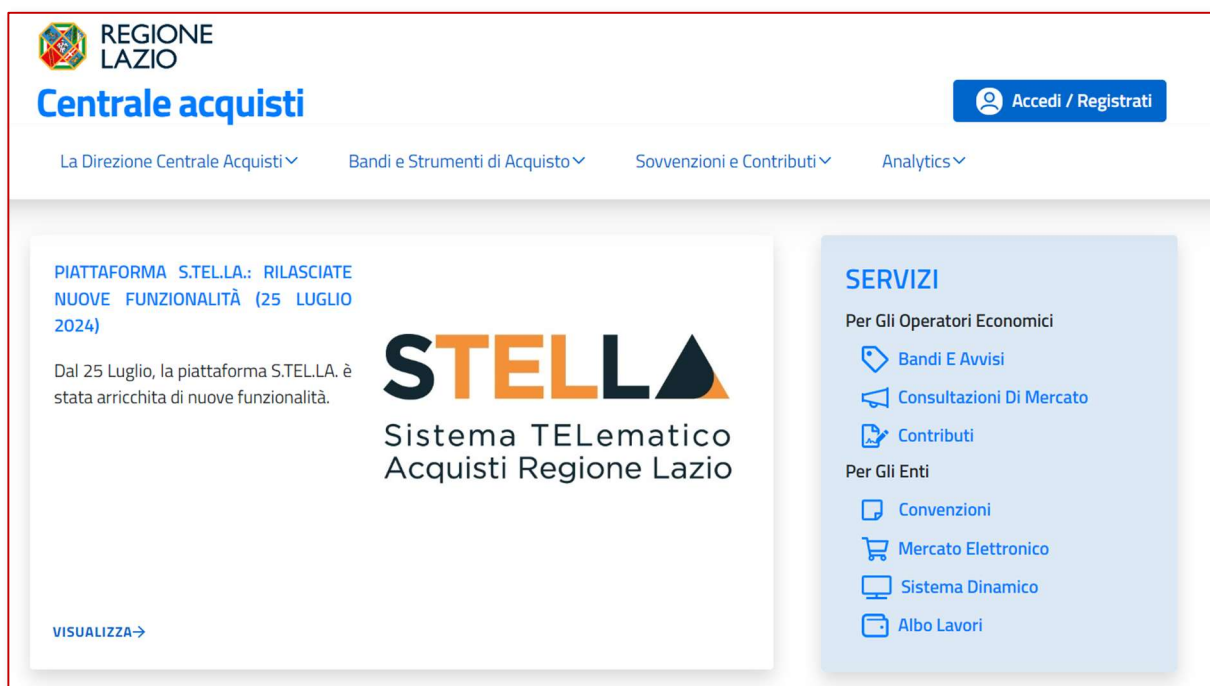 REGIONE
LAZIO
Centrale acquisti
Accedi / Registrati
La Direzione Centrale Acquisti
Bandi e Strumenti di Acquisto
Sovvenzioni e Contributi
Analytics
PIATTAFORMA S.TEL.LA.: RILASCIATE
NUOVE FUNZIONALITÀ (25 LUGLIO
2024)
Dal 25 Luglio, la piattaforma S.TEL.LA. è
stata arricchita di nuove funzionalità.
STELLA
Sistema TELematico
Acquisti Regione Lazio
VISUALIZZA
SERVIZI
Per Gli Operatori Economici
Bandi E Avvisi
Consultazioni Di Mercato
Contributi
Per Gli Enti
Convenzioni
Mercato Elettronico
Sistema Dinamico
Albo Lavori